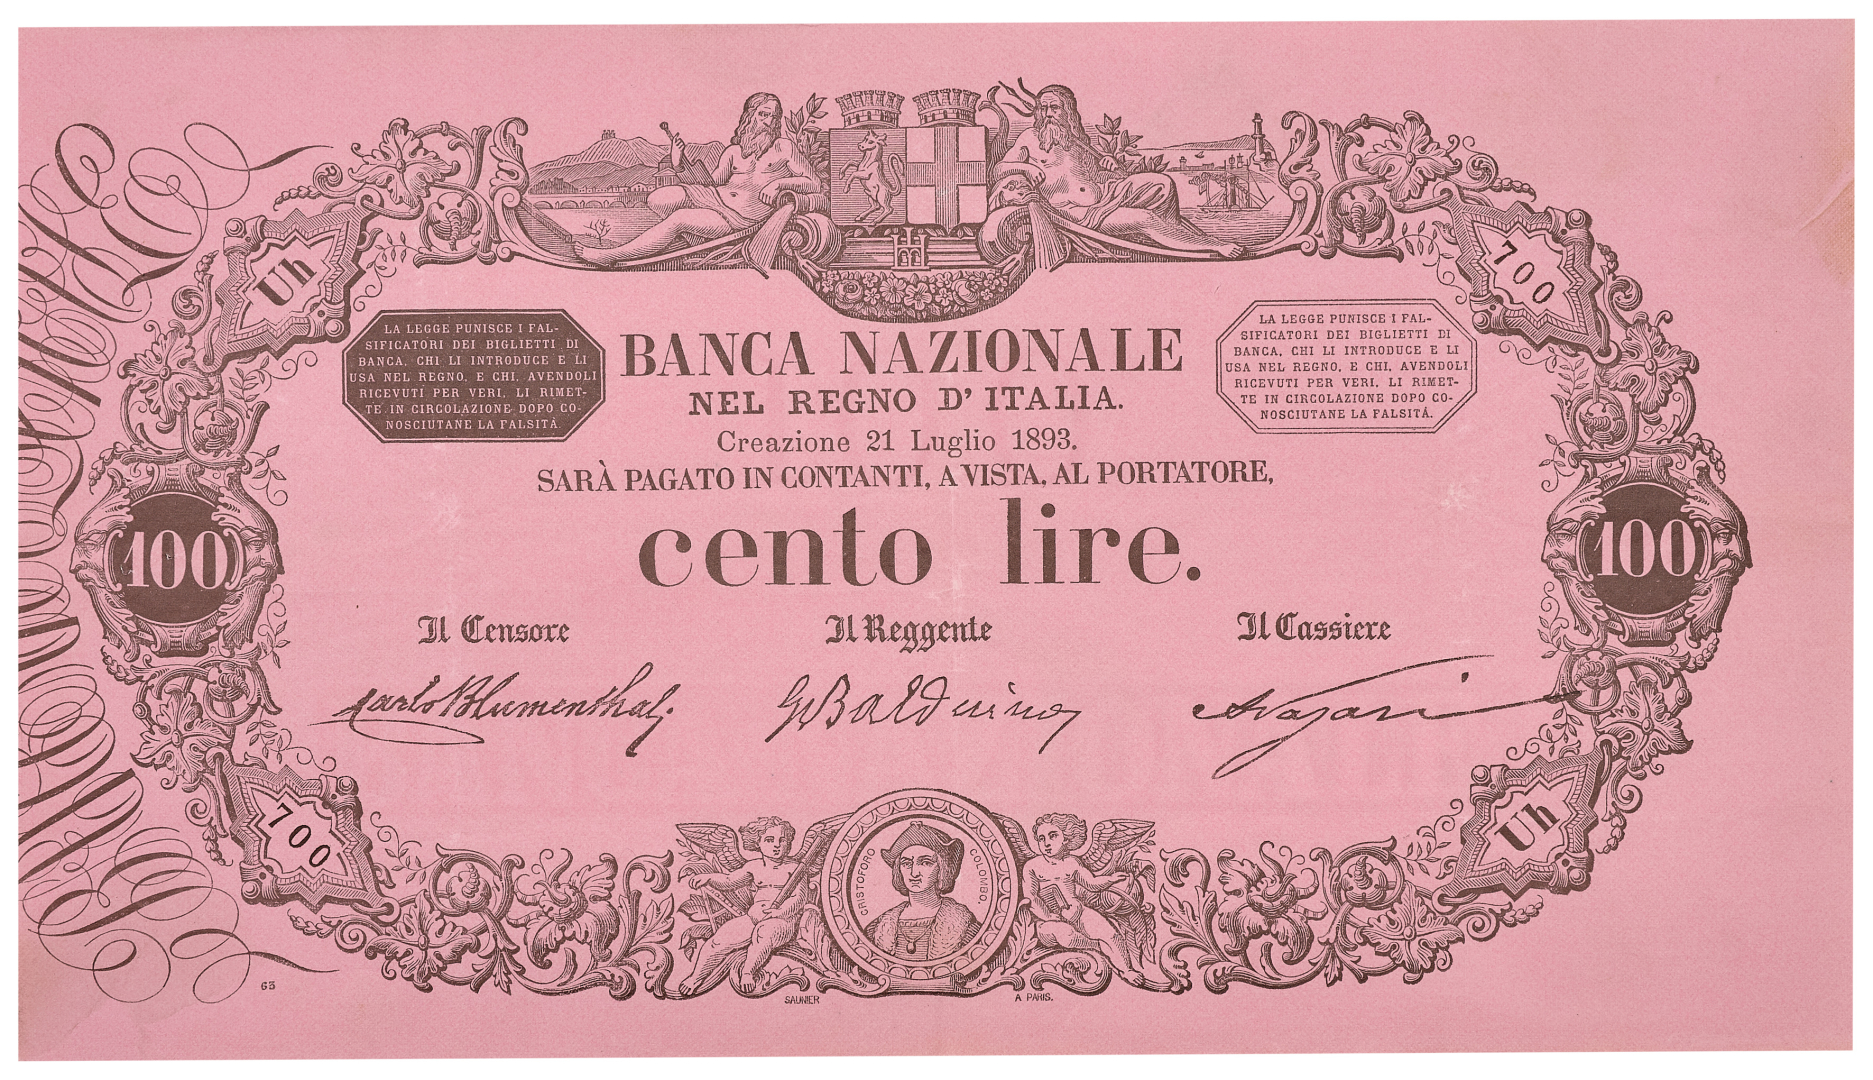 Uh
700
LA LEGGE PUNISCE I FAL-
SIFICATORI DEI BIGLIETTI DI
BANCA, CHI LI INTRODUCE E LI
USA NEL REGNO, E CHI, AVENDOLI
RICEVUTI PER VERI, LI RIMET-
TE IN CIRCOLAZIONE DOPO CO-
NOSCIUTANE LA FALSITÀ
BANCA NAZIONALE
NEL REGNO D'ITALIA.
Creazione 21 Luglio 1893.
SARÀ PAGATO IN CONTANTI, A VISTA, AL PORTATORE,
cento lire.
LA LEGGE PUNISCE I FAL-
SIFICATORI DEI BIGLIETTI DI
BANCA, CHI LI INTRODUCE E LI
USA NEL REGNO, E CHI, AVENDOLI
RICEVUTI PER VERI, LI RIMET-
TE IN CIRCOLAZIONE DOPO CO-
NOSCIUTANE LA FALSITÁ.
100
100
Il Censore
Il Reggente
Il Cassiere
Carlo Blumenthal.
G Balduino
700
Uh
CRISTOFORO COLOMBO
63
SAUNIER
A PARIS.